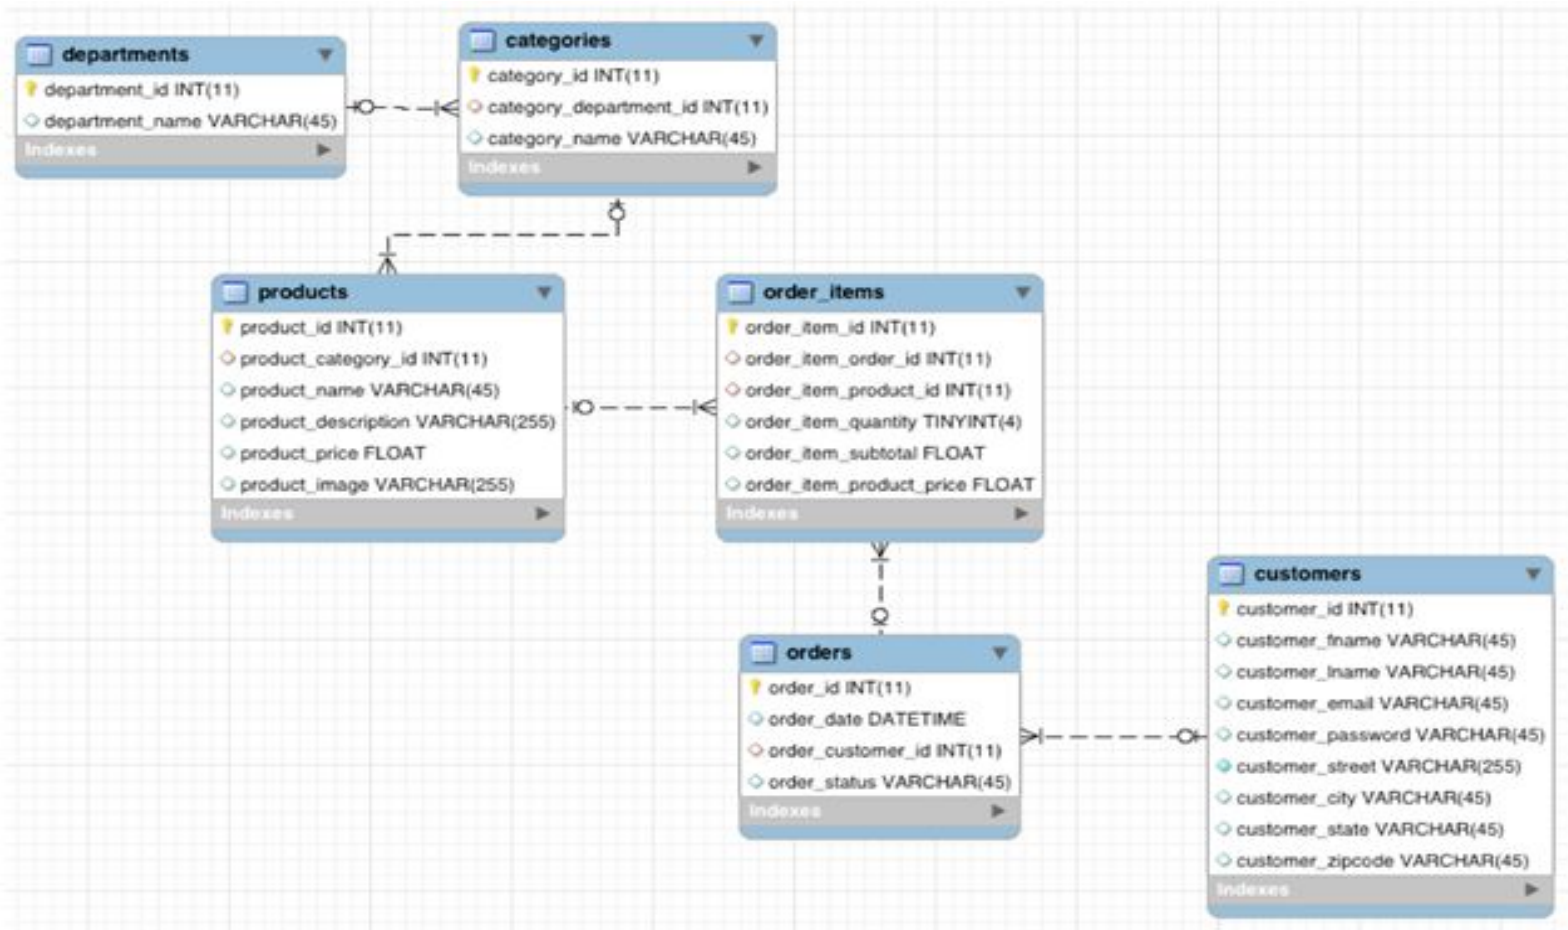 departments
department_id INT(11)
department_name VARCHAR(45)
Indexes
categories
category_id INT(11)
category_department_id INT(11)
category_name VARCHAR(45)
Indexes
products
product_id INT(11)
product_category_id INT(11)
product_name VARCHAR(45)
product_description VARCHAR(255)
product_price FLOAT
product_image VARCHAR(255)
Indexes
order_items
order_item_id INT(11)
order_item_order_id INT(11)
order_item_product_id INT(11)
order_item_quantity TINYINT(4)
order_item_subtotal FLOAT
order_item_product_price FLOAT
Indexes
orders
order_id INT(11)
order_date DATETIME
order_customer_id INT(11)
order_status VARCHAR(45)
Indexes
customers
customer_id INT(11)
customer_fname VARCHAR(45)
customer_lname VARCHAR(45)
customer_email VARCHAR(45)
customer_password VARCHAR(45)
customer_street VARCHAR(255)
customer_city VARCHAR(45)
customer_state VARCHAR(45)
customer_zipcode VARCHAR(45)
Indexes